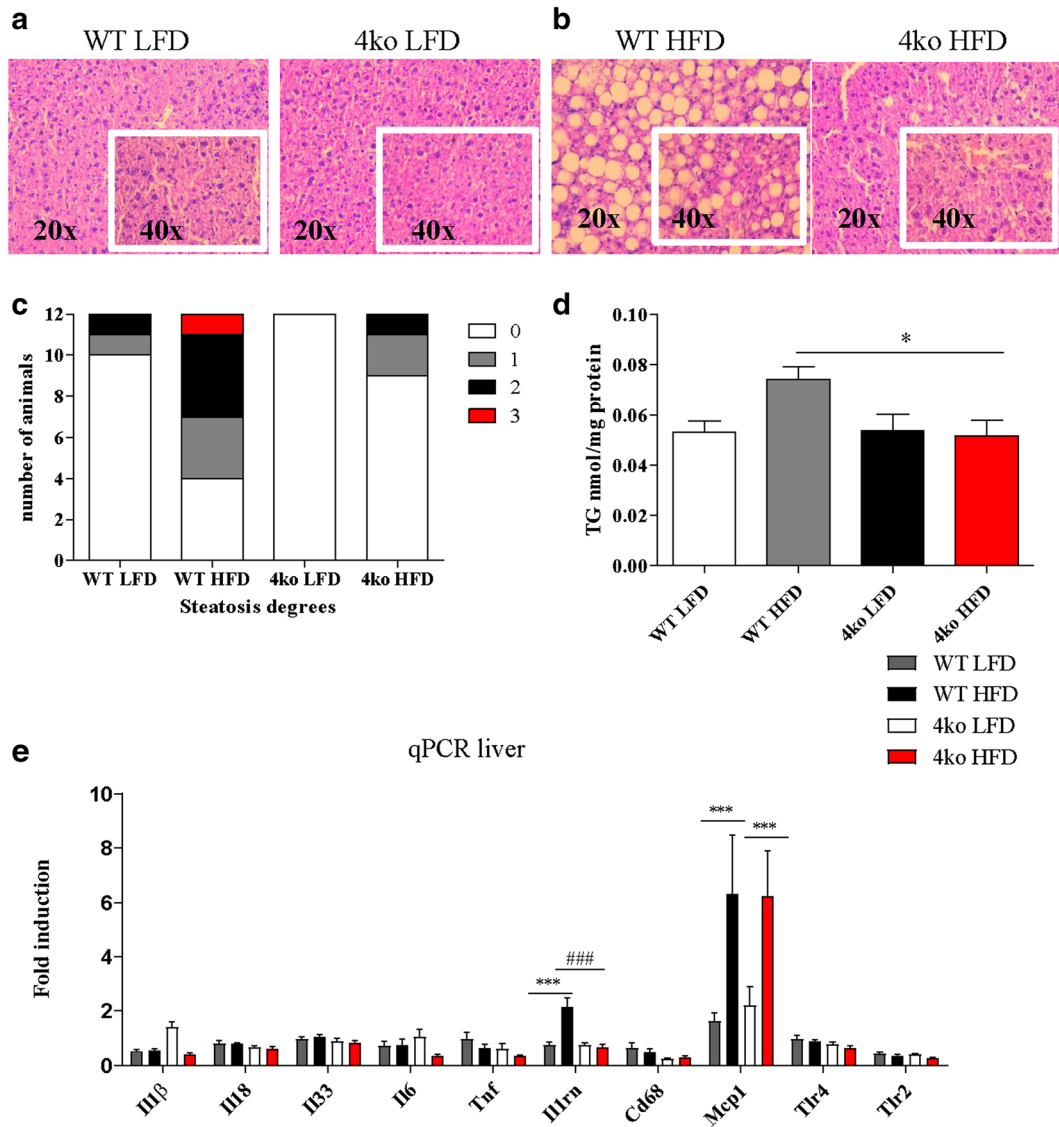 a
b
WT LFD
4ko LFD
WT HFD
4ko HFD
20x
40x
20x
40x
20x
40x
20x
40x
c
number of animals
12
10
8
6
4
2
0
WT LFD
WT HFD
4ko LFD
4ko HFD
Steatosis degrees
0
1
2
3
d
TG nmol/mg protein
0.10
0.08
0.06
0.04
0.02
0.00
*
WT LFD
WT HFD
4ko LFD
4ko HFD
WT LFD
WT HFD
4ko LFD
4ko HFD
e
qPCR liver
Fold induction
10
8
6
4
2
0
***
###
***
***
Il1β
Il18
Il33
Il6
Tnf
Il1rn
Cd68
Mcp1
Tlr4
Tlr2